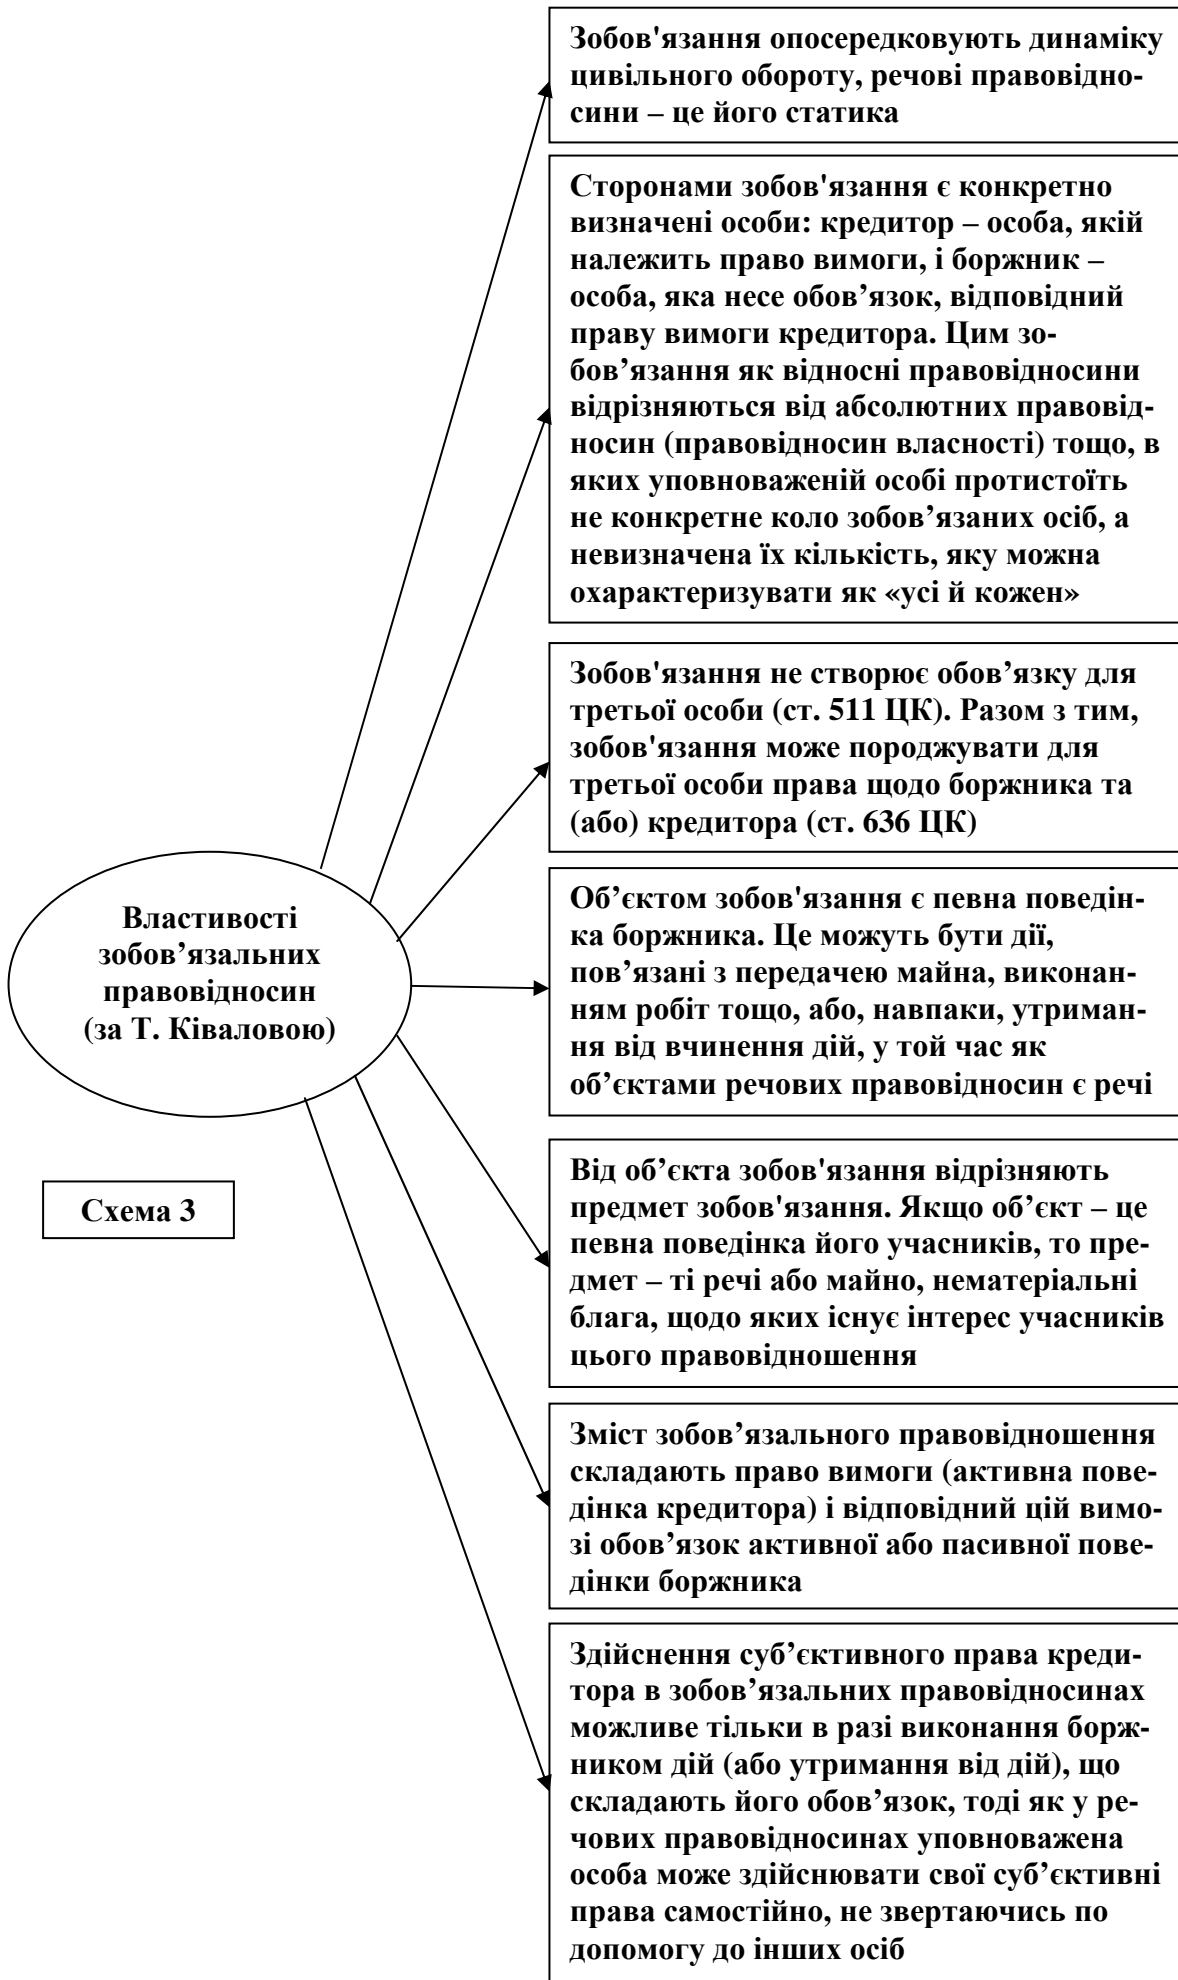 Зобов'язання опосередковують динаміку
цивільного обороту, речові правовідно-
сини – це його статика
Сторонами зобов'язання є конкретно
визначені особи: кредитор – особа, якій
належить право вимоги, і боржник –
особа, яка несе обов’язок, відповідний
праву вимоги кредитора. Цим зо-
бов’язання як відносні правовідносини
відрізняються від абсолютних правовід-
носин (правовідносин власності) тощо, в
яких уповноваженій особі протистоїть
не конкретне коло зобов’язаних осіб, а
невизначена їх кількість, яку можна
охарактеризувати як «усі й кожен»
Зобов'язання не створює обов’язку для
третьої особи (ст. 511 ЦК). Разом з тим,
зобов'язання може породжувати для
третьої особи права щодо боржника та
(або) кредитора (ст. 636 ЦК)
Властивості
зобов’язальних
правовідносин
(за Т. Ківаловою)
Об’єктом зобов'язання є певна поведін-
ка боржника. Це можуть бути дії,
пов’язані з передачею майна, виконан-
ням робіт тощо, або, навпаки, утриман-
ня від вчинення дій, у той час як
об’єктами речових правовідносин є речі
Схема 3
Від об’єкта зобов'язання відрізняють
предмет зобов'язання. Якщо об’єкт – це
певна поведінка його учасників, то пре-
дмет – ті речі або майно, нематеріальні
блага, щодо яких існує інтерес учасників
цього правовідношення
Зміст зобов’язального правовідношення
складають право вимоги (активна пове-
дінка кредитора) і відповідний цій вимо-
зі обов’язок активної або пасивної пове-
дінки боржника
Здійснення суб’єктивного права креди-
тора в зобов’язальних правовідносинах
можливе тільки в разі виконання борж-
ником дій (або утримання від дій), що
складають його обов’язок, тоді як у ре-
чових правовідносинах уповноважена
особа може здійснювати свої суб’єктивні
права самостійно, не звертаючись по
допомогу до інших осіб